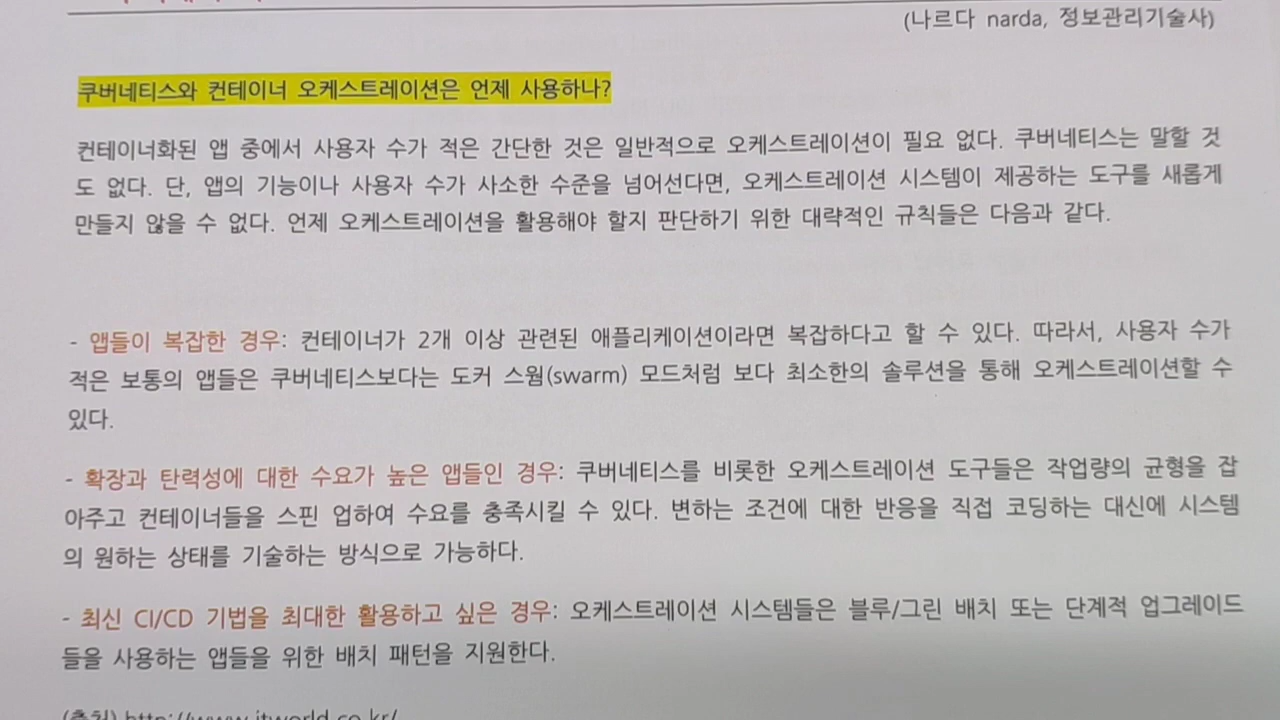 (나르다 narda, 정보관리기술사)
쿠버네티스와 컨테이너 오케스트레이션은 언제 사용하나?
컨테이너화된 앱 중에서 사용자 수가 적은 간단한 것은 일반적으로 오케스트레이션이 필요 없다. 쿠버네티스는 말할 것
도 없다. 단, 앱의 기능이나 사용자 수가 사소한 수준을 넘어선다면, 오케스트레이션 시스템이 제공하는 도구를 새롭게
만들지 않을 수 없다. 언제 오케스트레이션을 활용해야 할지 판단하기 위한 대략적인 규칙들은 다음과 같다.
- 앱들이 복잡한 경우: 컨테이너가 2개 이상 관련된 애플리케이션이라면 복잡하다고 할 수 있다. 따라서, 사용자 수가
적은 보통의 앱들은 쿠버네티스보다는 도커 스웜(swarm) 모드처럼 보다 최소한의 솔루션을 통해 오케스트레이션할 수
있다.
- 확장과 탄력성에 대한 수요가 높은 앱들인 경우: 쿠버네티스를 비롯한 오케스트레이션 도구들은 작업량의 균형을 잡
아주고 컨테이너들을 스핀 업하여 수요를 충족시킬 수 있다. 변하는 조건에 대한 반응을 직접 코딩하는 대신에 시스템
의 원하는 상태를 기술하는 방식으로 가능하다.
- 최신 CI/CD 기법을 최대한 활용하고 싶은 경우: 오케스트레이션 시스템들은 블루/그린 배치 또는 단계적 업그레이드
들을 사용하는 앱들을 위한 배치 패턴을 지원한다.
(출처) http://www.itworld.co.kr/